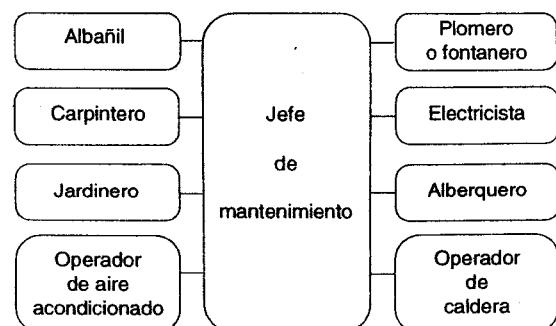 Albañil
Carpintero
Jardinero
Operador
de aire
acondicionado
Jefe
de
mantenimiento
Plomero
o fontanero
Electricista
Alberquero
Operador
de
caldera